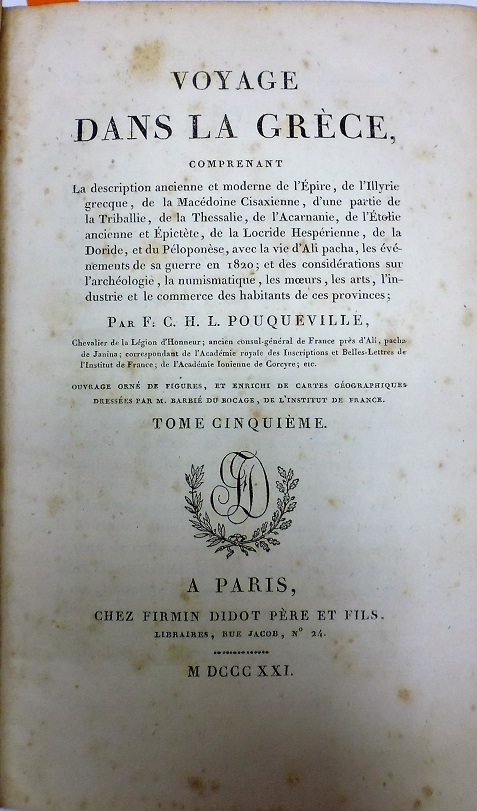 VOYAGE
DANS LA GRÈCE,
COMPRENANT
La description ancienne et moderne de l'Épire, de l'Illyrie
grecque, de la Macédoine Cisaxienne, d'une partie de
la Triballie, de la Thessalie, de l'Acarnanie, de l'Étolie
ancienne et Épictète, de la Locride Hespérienne, de la
Doride, et du Péloponèse, avec la vie d'Ali pacha, les évé-
nements de sa guerre en 1820; et des considérations sur
l'archéologie, la numismatique, les mœurs, les arts, l'in-
dustrie et le commerce des habitants de ces provinces;
PAR F. C. H. L. POUQUEVILLE,
Chevalier de la Légion d'Honneur; ancien consul-général de France près d'Ali, pacha
de Janina; correspondant de l'Académie royale des Inscriptions et Belles-Lettres de
l'Institut de France; de l'Académie Ionienne de Corcyre; etc.
OUVRAGE ORNÉ DE FIGURES, ET ENRICHI DE CARTES GÉOGRAPHIQUES
DRESSÉES PAR M. BARBIÉ DU BOCAGE, DE L'INSTITUT DE FRANCE.
TOME CINQUIÈME.
FD
A PARIS,
CHEZ FIRMIN DIDOT PÈRE ET FILS,
LIBRAIRES, RUE JACOB, N° 24.
M DCCC XXI.